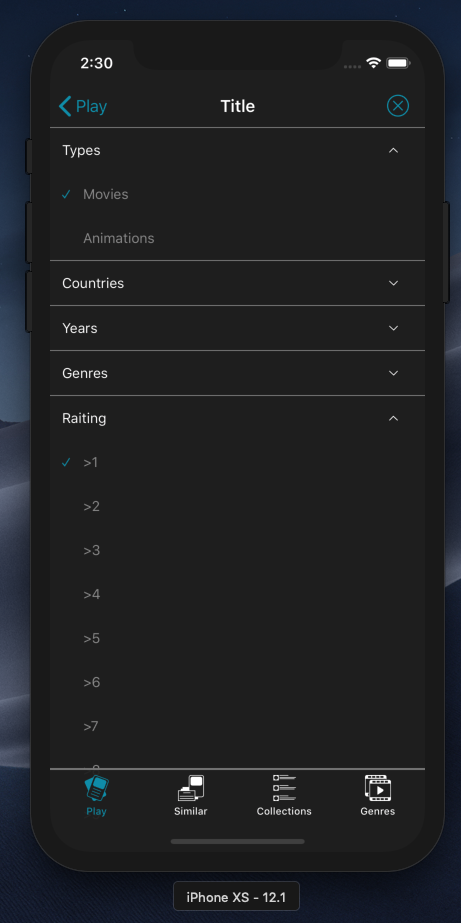 2:30
Play
Title
Types
Movies
Animations
Countries
Years
Genres
Raiting
>1
>2
>3
>4
>5
>6
>7
Play
Similar
Collections
Genres
iPhone XS - 12.1